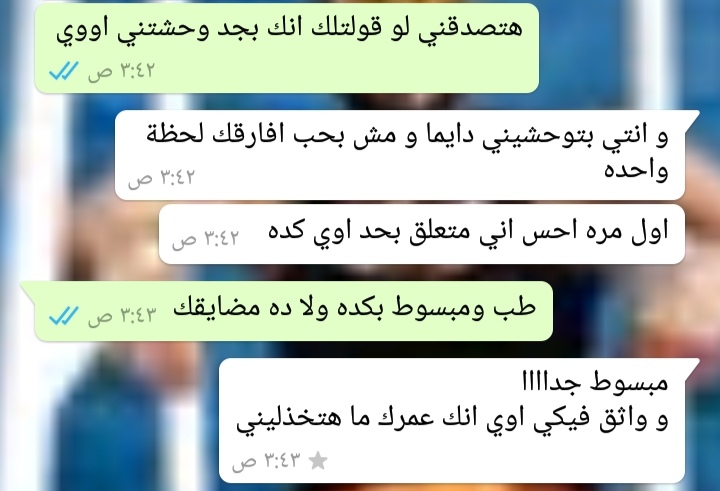 هتصدقني لو قولتلك انك بجد وحشتني اووي
٣:٤٢ ص
و انتي بتوحشيني دايما و مش بحب افارقك لحظة
واحده
٣:٤٢ ص
اول مره احس اني متعلق بحد اوي كده ٣:٤٢ ص
طب ومبسوط بكده ولا ده مضايقك ٣:٤٣ ص
مبسوط جداااا
و واثق فيكي اوي انك عمرك ما هتخذليني
٣:٤٣ ص